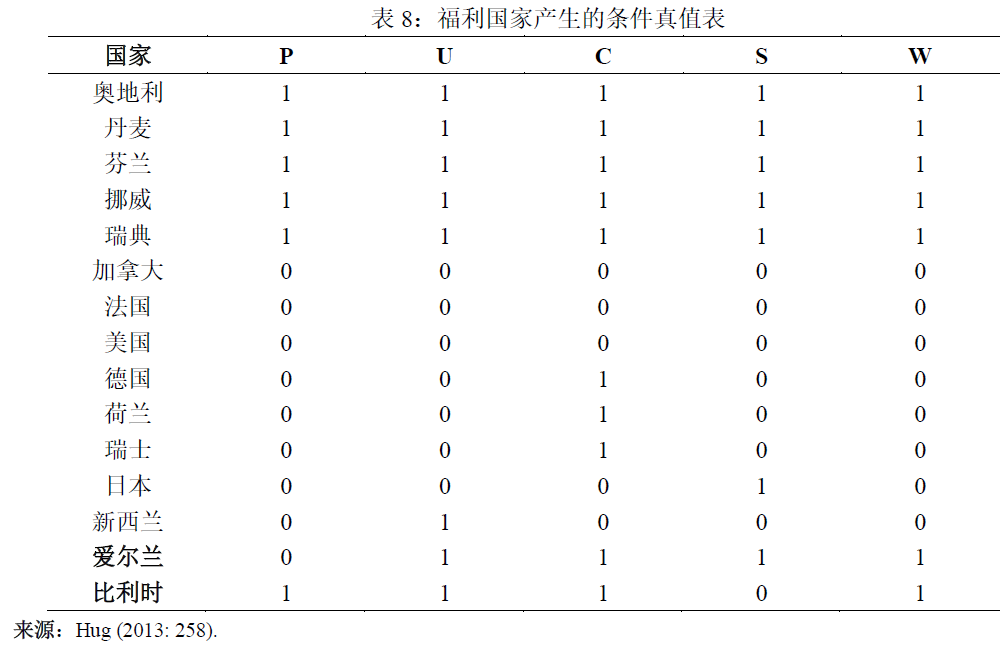 表 8：福利国家产生的条件真值表
国家 P U C S W
奥地利 1 1 1 1 1
丹麦 1 1 1 1 1
芬兰 1 1 1 1 1
挪威 1 1 1 1 1
瑞典 1 1 1 1 1
加拿大 0 0 0 0 0
法国 0 0 0 0 0
美国 0 0 0 0 0
德国 0 0 1 0 0
荷兰 0 0 1 0 0
瑞士 0 0 1 0 0
日本 0 0 0 1 0
新西兰 0 1 0 0 0
爱尔兰 0 1 1 1 1
比利时 1 1 1 0 1
来源：Hug (2013: 258).